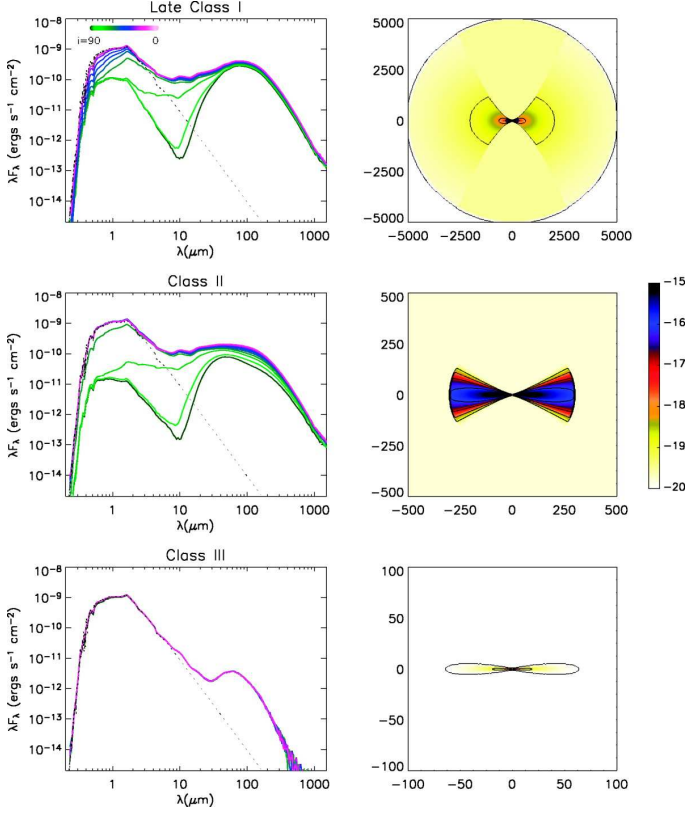 Late Class I
i=90 0
10⁻⁸
10⁻⁹
10⁻¹⁰
10⁻¹¹
10⁻¹²
10⁻¹³
10⁻¹⁴
λFλ (ergs s⁻¹ cm⁻²)
1 10 100 1000
λ(μm)
5000
2500
0
−2500
−5000
−5000 −2500 0 2500 5000
Class II
10⁻⁸
10⁻⁹
10⁻¹⁰
10⁻¹¹
10⁻¹²
10⁻¹³
10⁻¹⁴
λFλ (ergs s⁻¹ cm⁻²)
1 10 100 1000
λ(μm)
500
250
0
−250
−500
−500 −250 0 250 500
−15
−16
−17
−18
−19
−20
Class III
10⁻⁸
10⁻⁹
10⁻¹⁰
10⁻¹¹
10⁻¹²
10⁻¹³
10⁻¹⁴
λFλ (ergs s⁻¹ cm⁻²)
1 10 100 1000
λ(μm)
100
50
0
−50
−100
−100 −50 0 50 100